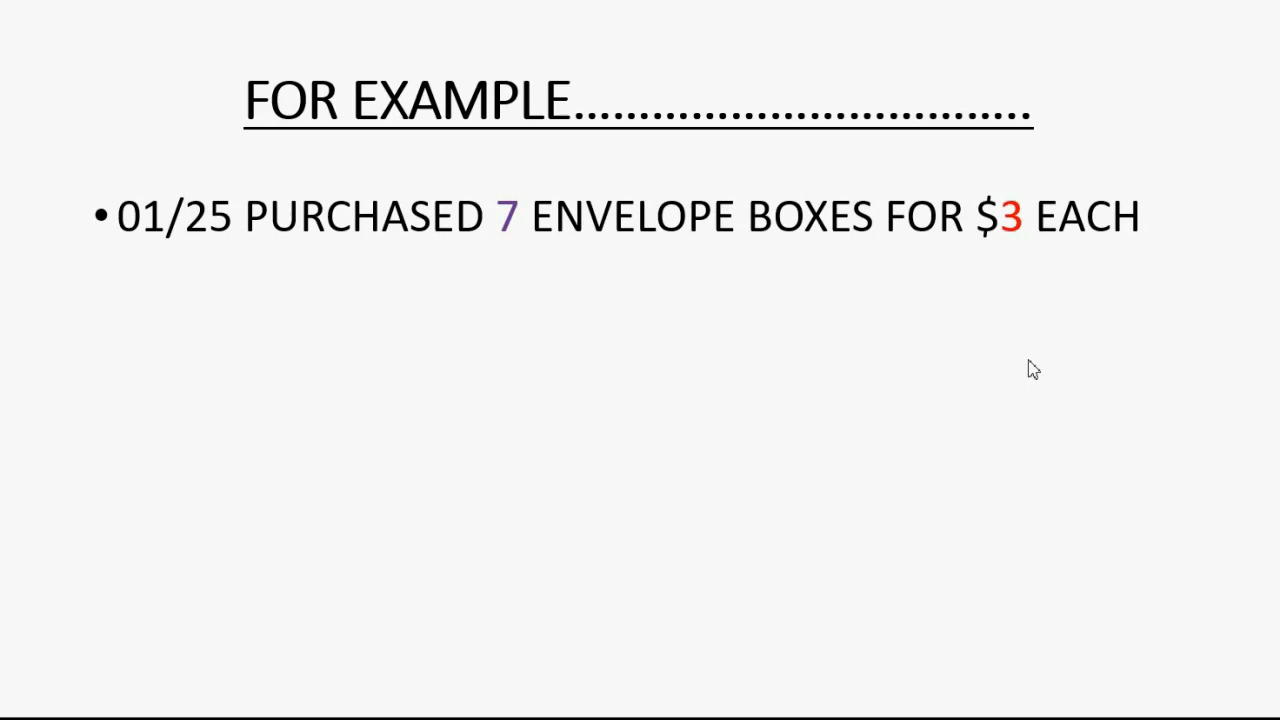 FOR EXAMPLE...................................
• 01/25 PURCHASED 7 ENVELOPE BOXES FOR $3 EACH